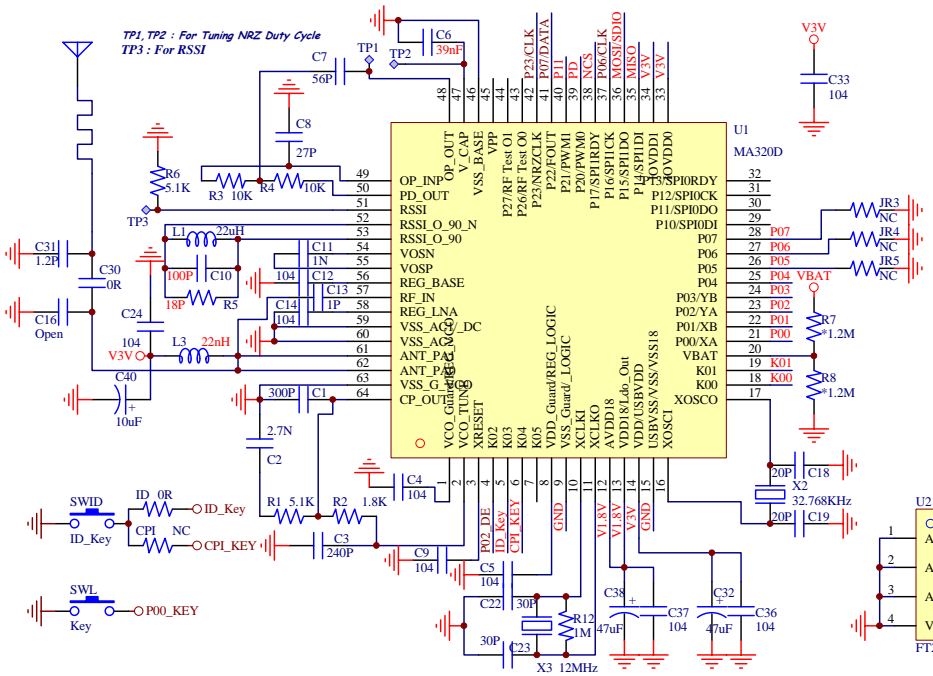 TP1, TP2 : For Tuning NRZ Duty Cycle
TP3 : For RSSI
C7
56P
TP1
TP2
C6
39nF
C8
27P
R6
5.1K
TP3
R3 10K
R4 10K
L1 22uH
100P C10
18P R5
C31
1.2P
C30
0R
C16
Open
C24
104
V3V
L3 22nH
C40
10uF
C11
1N
104 C12
C13
1P
C14
104
300P C1
2.7N
C2
R1 5.1K
R2 1.8K
C3
240P
C4
104
C9
104
C5
104
C22
30P
30P
C23
X3 12MHz
R12
1M
C38
47uF
C37
104
C32
47uF
C36
104
SWID
ID_Key
ID 0R
ID_Key
CPI NC
CPI_KEY
SWL
Key
P00_KEY
U1
MA320D
48 OP_OUT
47 V_CAP
46 VSS_BASE
45 VPP
44 P27/RF Test O1
43 P26/RF Test O0
42 P23/NRZCLK P23/CLK
41 P22/FOUT P07/DATA
40 P21/PWM1 P11
39 P20/PWM0 PD
38 P17/SPI1RDY NCS
37 P16/SPI1CK P06/CLK
36 P15/SPI1DO MOSI/SDIO
35 P14/SPI1DI MISO
34 IOVDD1 V3V
33 IOVDD0 V3V
49 OP_INP
50 PD_OUT
51 RSSI
52 RSSI_O_90_N
53 RSSI_O_90
54 VOSN
55 VOSP
56 REG_BASE
57 RF_IN
58 REG_LNA
59 VSS_AC1/_DC
60 VSS_AC2
61 ANT_PA1
62 ANT_PA2
63 VSS_G_VCO
64 CP_OUT
P13/SPI0RDY 32
P12/SPI0CK 31
P11/SPI0DO 30
P10/SPI0DI 29
P07 28 P07
P06 27 P06
P05 26 P05
P04 25 P04
P03/YB 24 P03
P02/YA 23 P02
P01/XB 22 P01
P00/XA 21 P00
VBAT 20
K01 19 K01
K00 18 K00
XOSCO 17
1
VCO_TUNE 2
XRESET 3
K02 4 P02_DE
K03 5 ID_Key
K04 6 CPI_KEY
K05 7
VDD_Guard/REG_LOGIC 8
VSS_Guard/_LOGIC 9 GND
XCLKI 10
XCLKO 11
AVDD18 12 V1.8V
VDD18/Ldo_Out 13 V1.8V
VDD/USBVDD 14 V3V
USBVSS/VSS/VSS18 15 GND
XOSCI 16
V3V
C33
104
JR3
NC
JR4
NC
JR5
NC
VBAT
R7
*1.2M
R8
*1.2M
20P C18
X2
32.768KHz
20P C19
U2
1 A
2 A
3 A
4 V